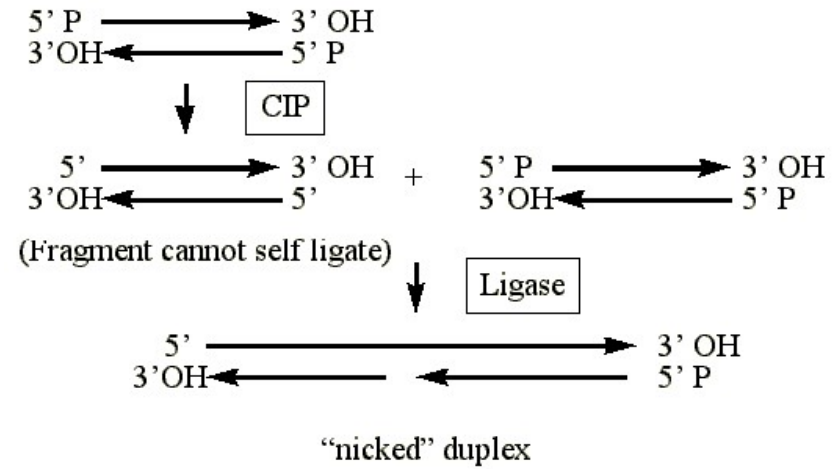 5’ P 3’ OH
3’OH 5’ P
CIP
5’ 3’ OH + 5’ P 3’ OH
3’OH 5’ 3’OH 5’ P
(Fragment cannot self ligate)
Ligase
5’ 3’ OH
3’OH 5’ P
“nicked” duplex